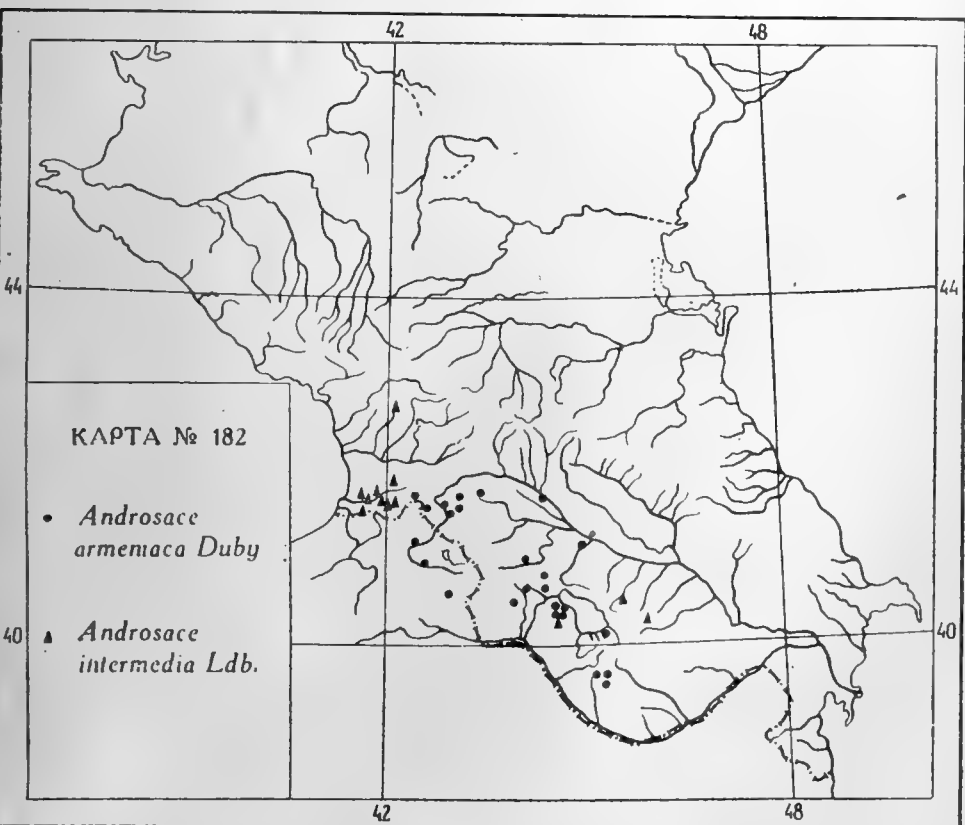 42 48
44 44
КАРТА № 182
• Androsace
armeniaca Duby
▲ Androsace
intermedia Ldb.
40 40
42 48